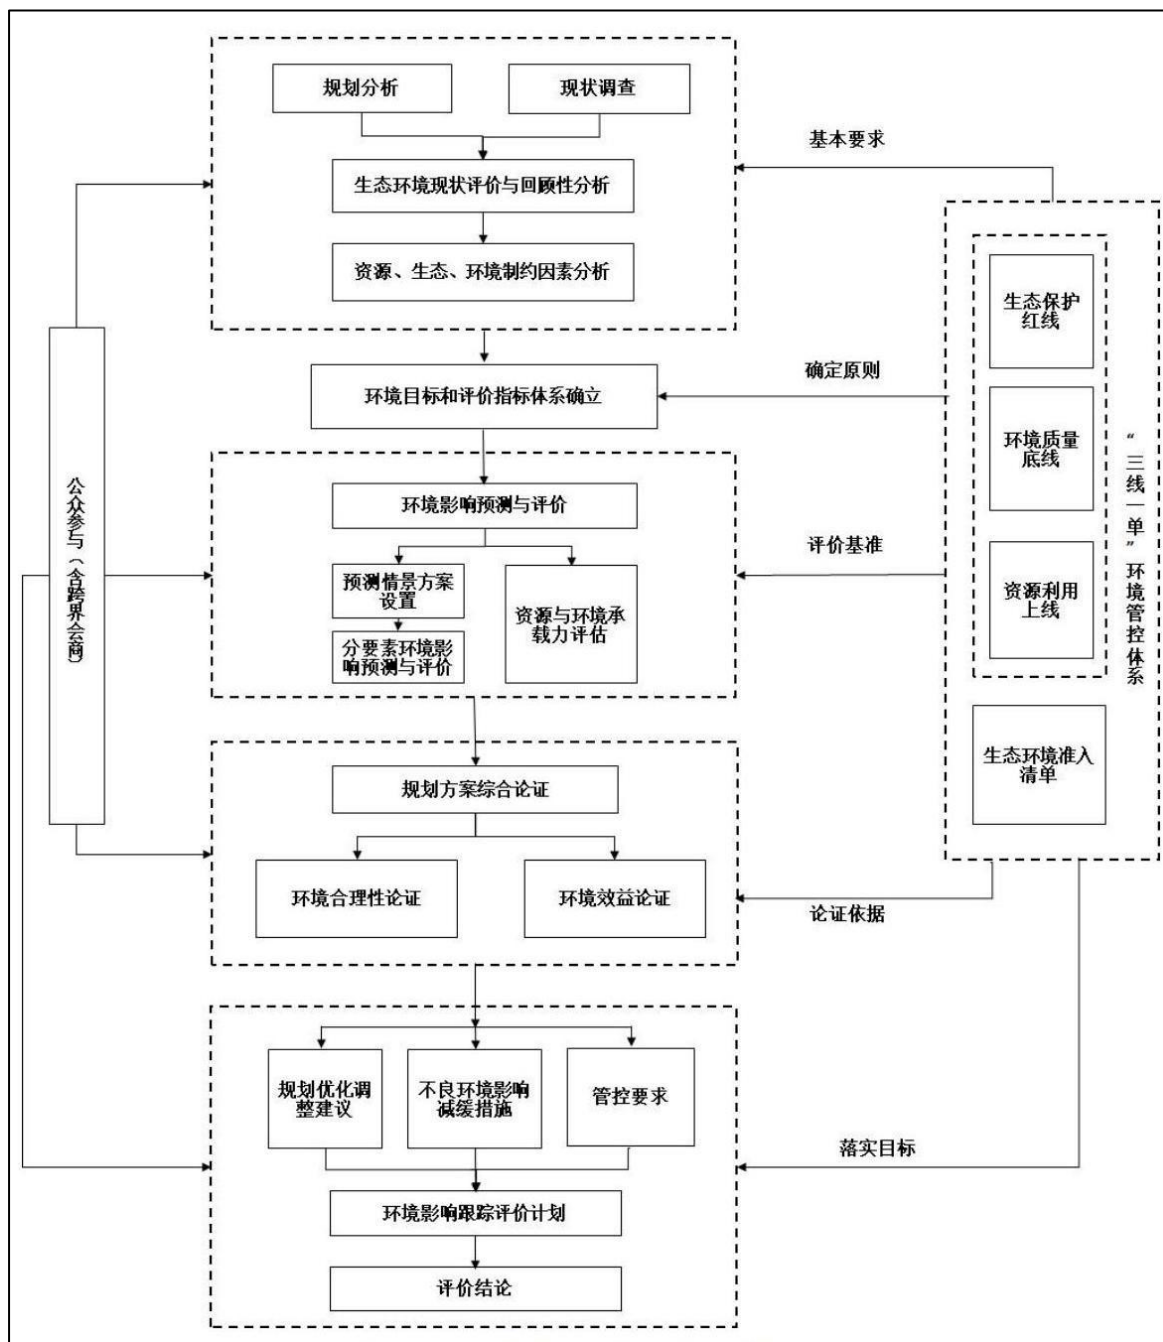 规划分析
现状调查
基本要求
生态环境现状评价与回顾性分析
资源、生态、环境制约因素分析
生态保护
红线
确定原则
环境目标和评价指标体系确立
环境质量
底线
“三线一单”环境管控体系
公众参与（含跨界会商）
环境影响预测与评价
评价基准
预测情景方案
设置
资源与环境承
载力评估
资源利用
上线
分要素环境影
响预测与评价
生态环境准入
清单
规划方案综合论证
环境合理性论证
环境效益论证
论证依据
规划优化调
整建议
不良环境影响
减缓措施
管控要求
落实目标
环境影响跟踪评价计划
评价结论